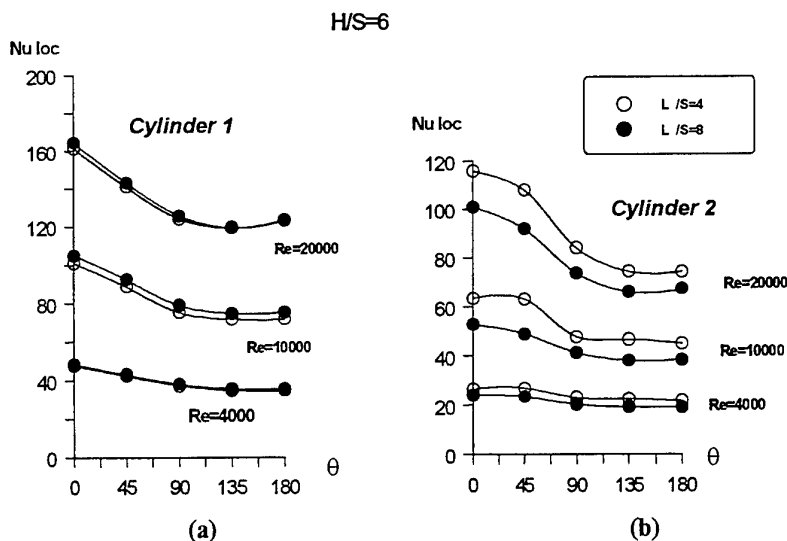 H/S=6
Nu loc
200
160
120
80
40
0
Cylinder 1
Re=20000
Re=10000
Re=4000
0 45 90 135 180 θ
(a)
L /S=4
L /S=8
Nu loc
120
100
80
60
40
20
0
Cylinder 2
Re=20000
Re=10000
Re=4000
0 45 90 135 180 θ
(b)